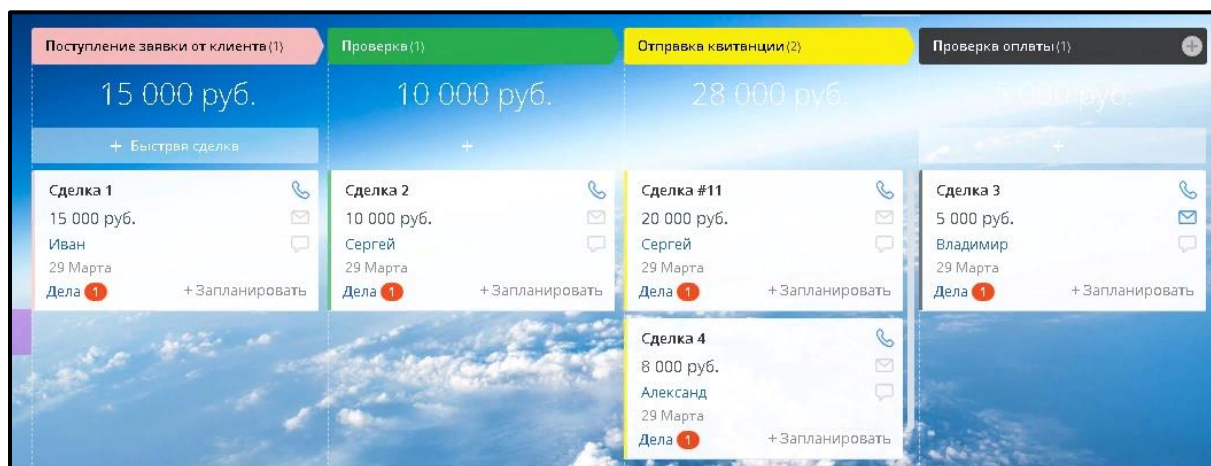 Поступление заявки от клиента (1)
15 000 руб.
+ Быстрая сделка
Сделка 1
15 000 руб.
Иван
29 Марта
Дела 1 + Запланировать
Проверка (1)
10 000 руб.
+
Сделка 2
10 000 руб.
Сергей
29 Марта
Дела 1 + Запланировать
Отправка квитанции (2)
28 000 руб.
Сделка #11
20 000 руб.
Сергей
29 Марта
Дела 1 + Запланировать
Сделка 4
8 000 руб.
Александ
29 Марта
Дела 1 + Запланировать
Проверка оплаты (1)
5 000 руб.
+
Сделка 3
5 000 руб.
Владимир
29 Марта
Дела 1 + Запланировать